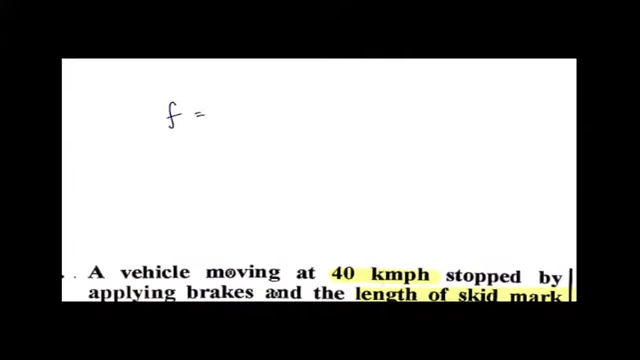 f =
. . A vehicle moving at 40 kmph stopped by
applying brakes and the length of skid mark